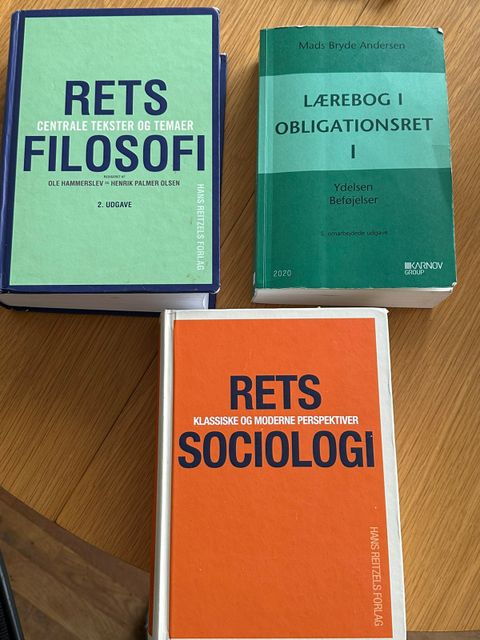 RETS
CENTRALE TEKSTER OG TEMAER
FILOSOFI
REDIGERET AF
OLE HAMMERSLEV OG HENRIK PALMER OLSEN
2. UDGAVE
HANS REITZELS FORLAG
Mads Bryde Andersen
LÆREBOG I
OBLIGATIONSRET
I
Ydelsen
Beføjelser
omarbejdede udgave
2020
KARNOV
GROUP
RETS
KLASSISKE OG MODERNE PERSPEKTIVER
SOCIOLOGI
HANS REITZELS FORLAG